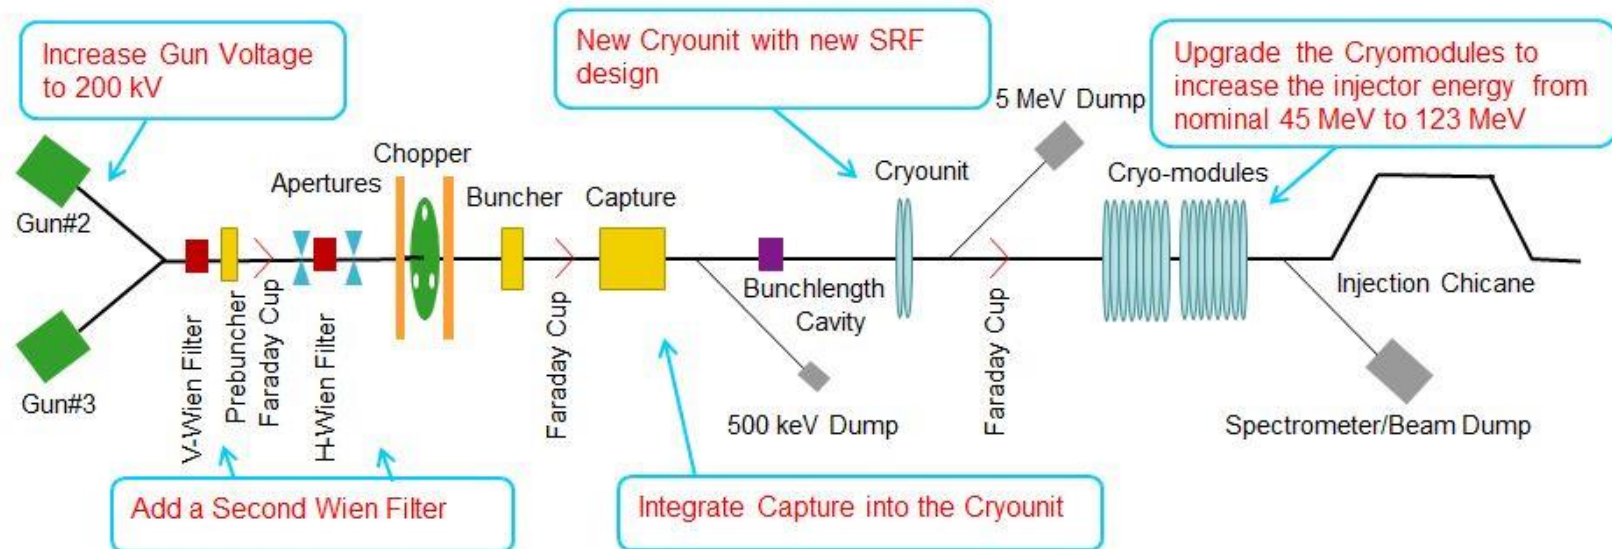 Increase Gun Voltage
to 200 kV
New Cryounit with new SRF
design
Upgrade the Cryomodules to
increase the injector energy from
nominal 45 MeV to 123 MeV
5 MeV Dump
Chopper
Apertures
Buncher
Capture
Cryounit
Cryo-modules
Gun#2
Gun#3
V-Wien Filter
Prebuncher
Faraday Cup
H-Wien Filter
Faraday Cup
Bunchlength
Cavity
500 keV Dump
Faraday Cup
Injection Chicane
Spectrometer/Beam Dump
Add a Second Wien Filter
Integrate Capture into the Cryounit